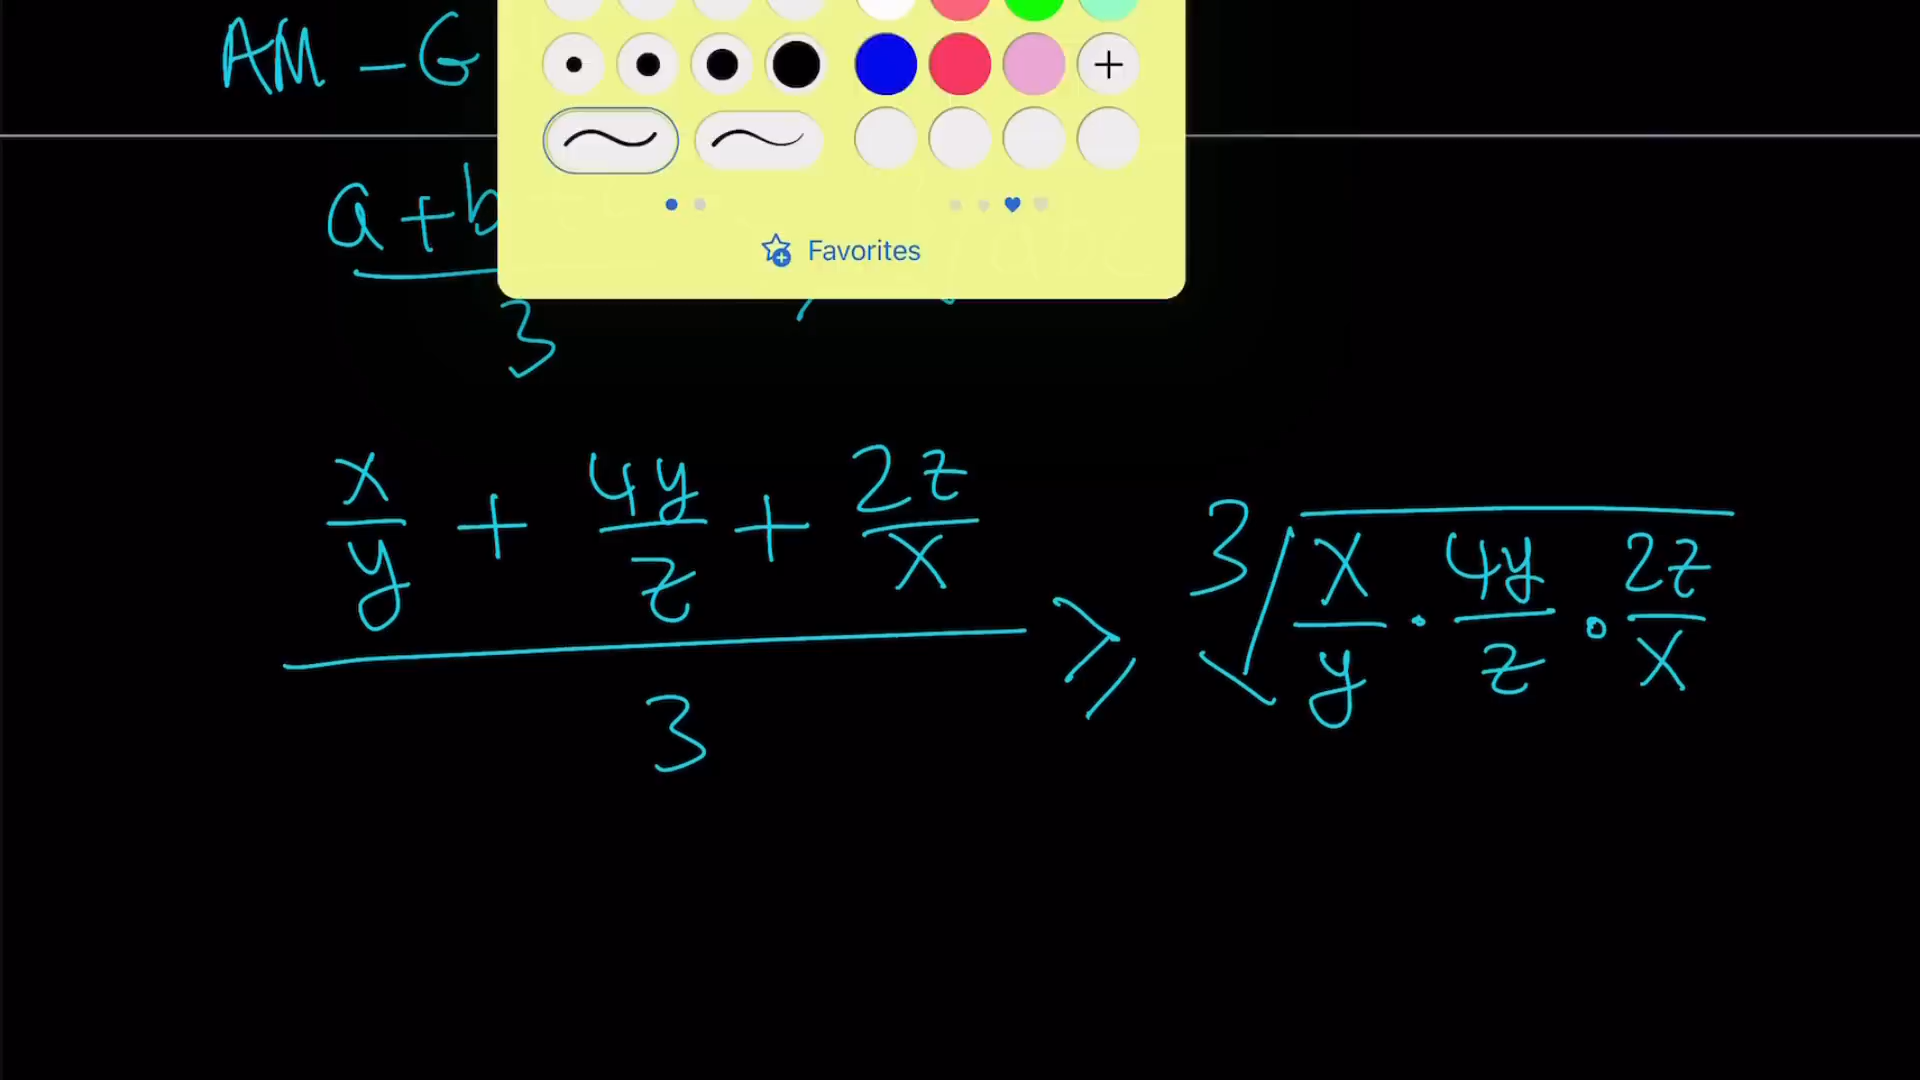 AM - G
a + b
3
Favorites
x/y + 4y/z + 2z/x
3
≥ ∛(x/y · 4y/z · 2z/x)